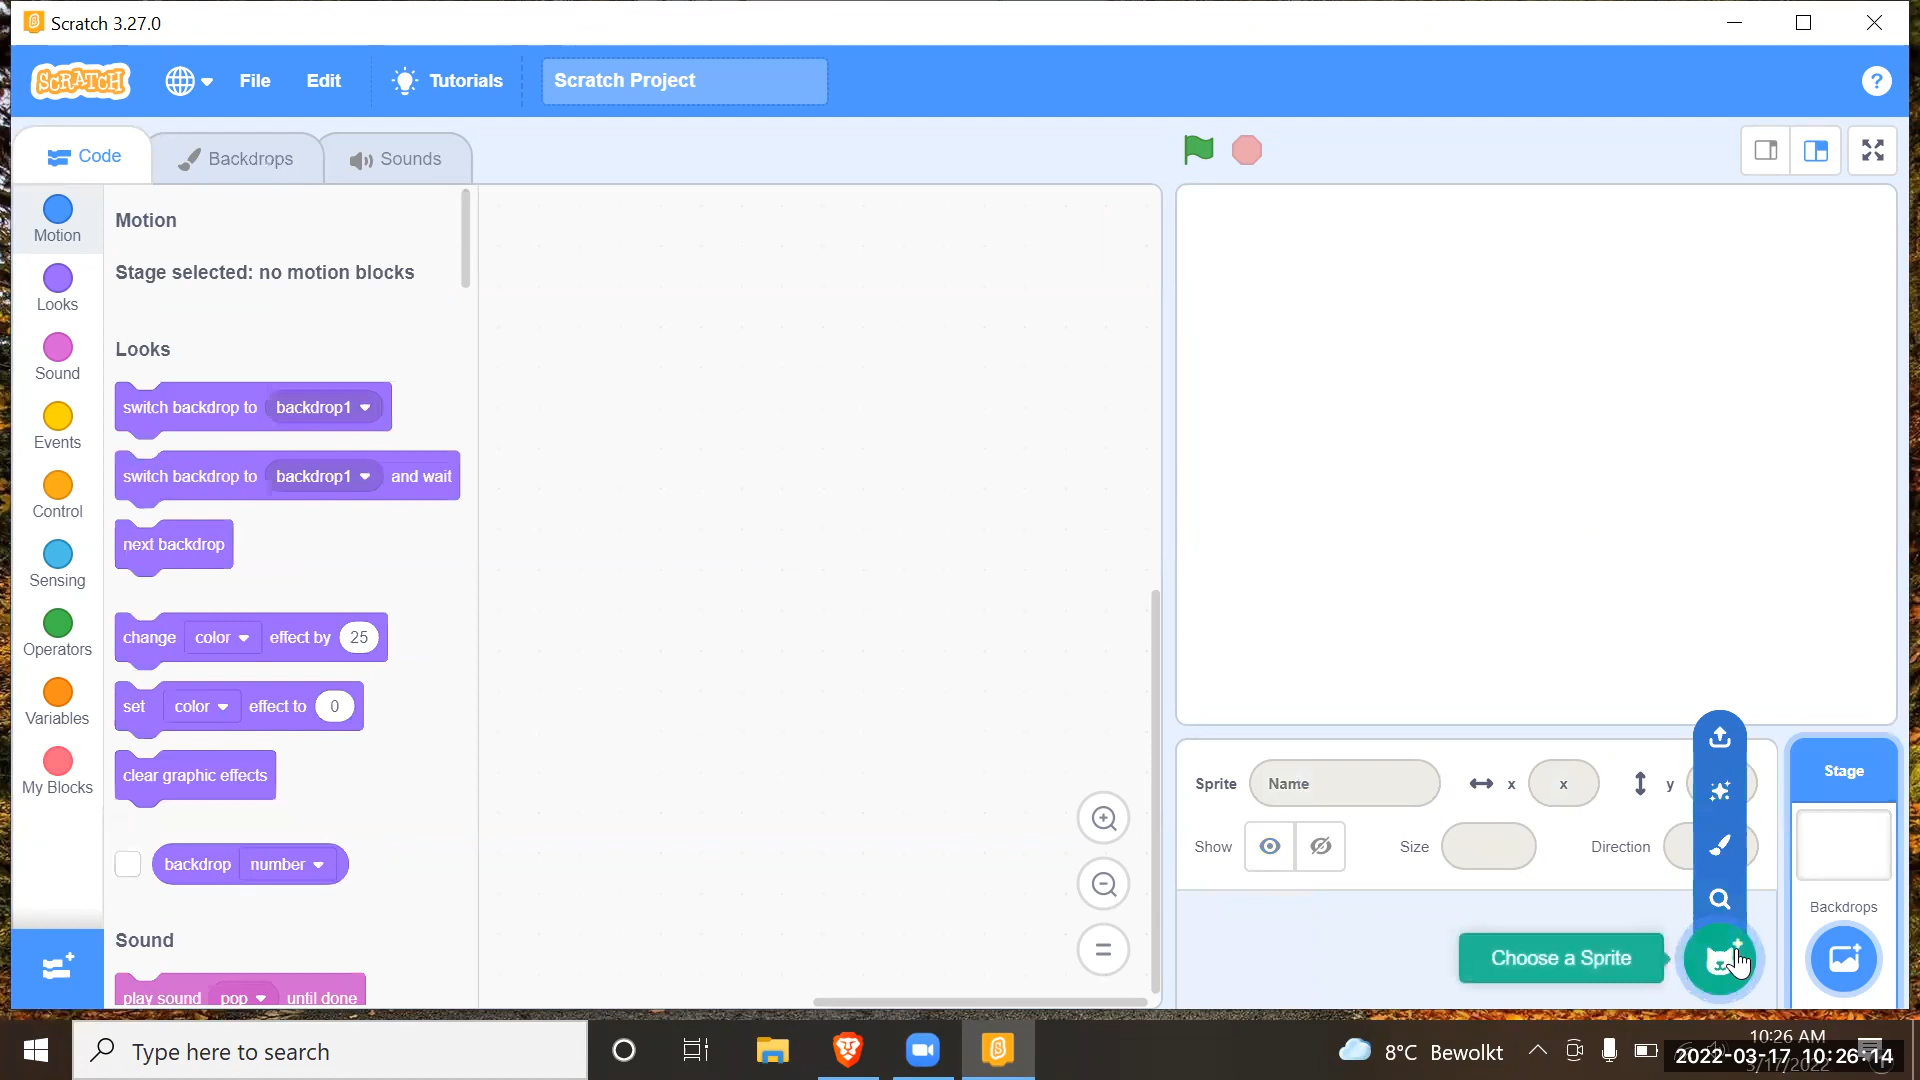 Scratch 3.27.0
SCRATCH
File
Edit
Tutorials
Scratch Project
?
Code
Backdrops
Sounds
Motion
Looks
Sound
Events
Control
Sensing
Operators
Variables
My Blocks
Motion
Stage selected: no motion blocks
Looks
switch backdrop to backdrop1
switch backdrop to backdrop1 and wait
next backdrop
change color effect by 25
set color effect to 0
clear graphic effects
backdrop number
Sound
play sound pop until done
Sprite Name x x y
Show Size Direction
Choose a Sprite
Stage
Backdrops
Type here to search
8°C Bewolkt
10:26 AM
3/17/2022
2022-03-17 10:26:14